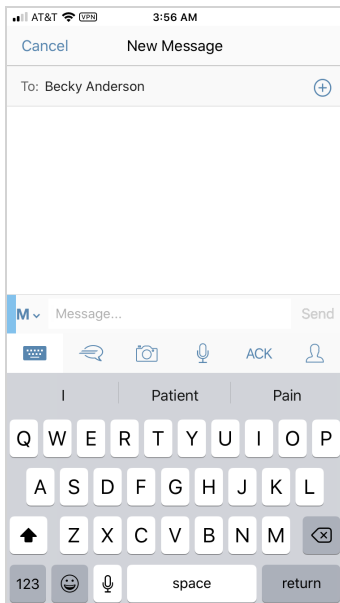 AT&T VPN 3:56 AM
Cancel New Message
To: Becky Anderson
M Message... Send
ACK
I Patient Pain
Q W E R T Y U I O P
A S D F G H J K L
Z X C V B N M
123 space return